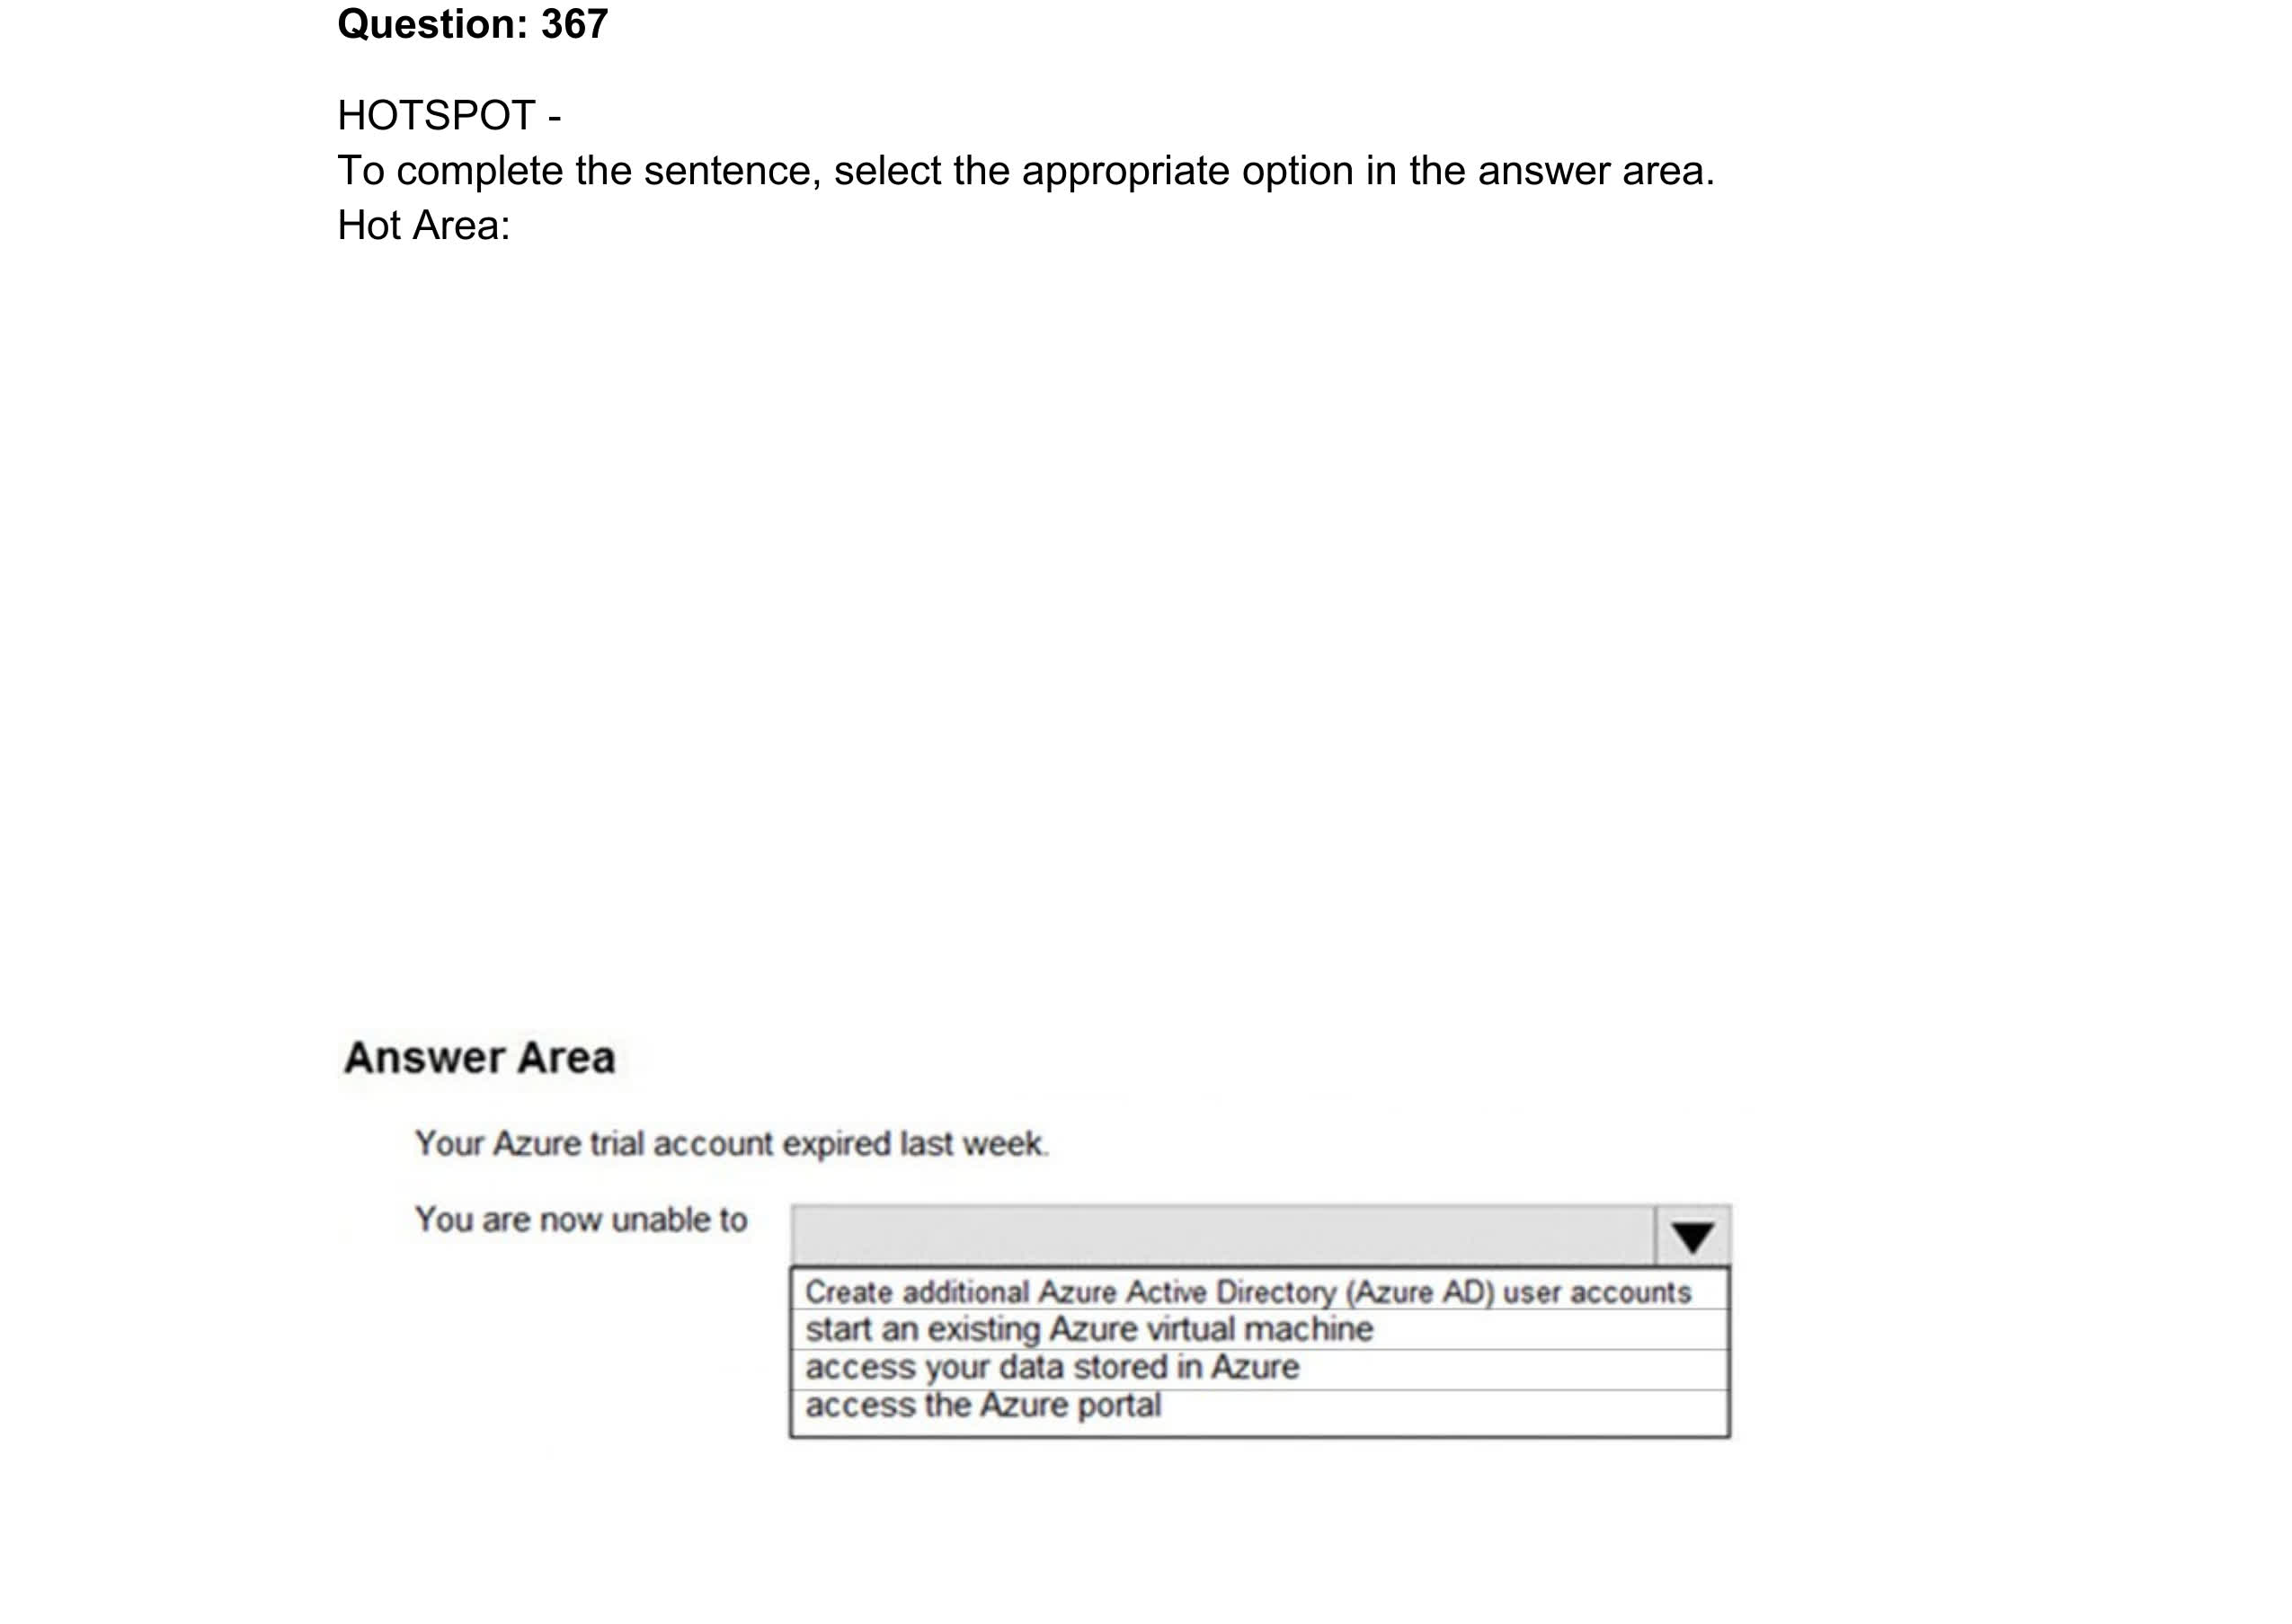 Question: 367
HOTSPOT -
To complete the sentence, select the appropriate option in the answer area.
Hot Area:
Answer Area
Your Azure trial account expired last week.
You are now unable to
Create additional Azure Active Directory (Azure AD) user accounts
start an existing Azure virtual machine
access your data stored in Azure
access the Azure portal